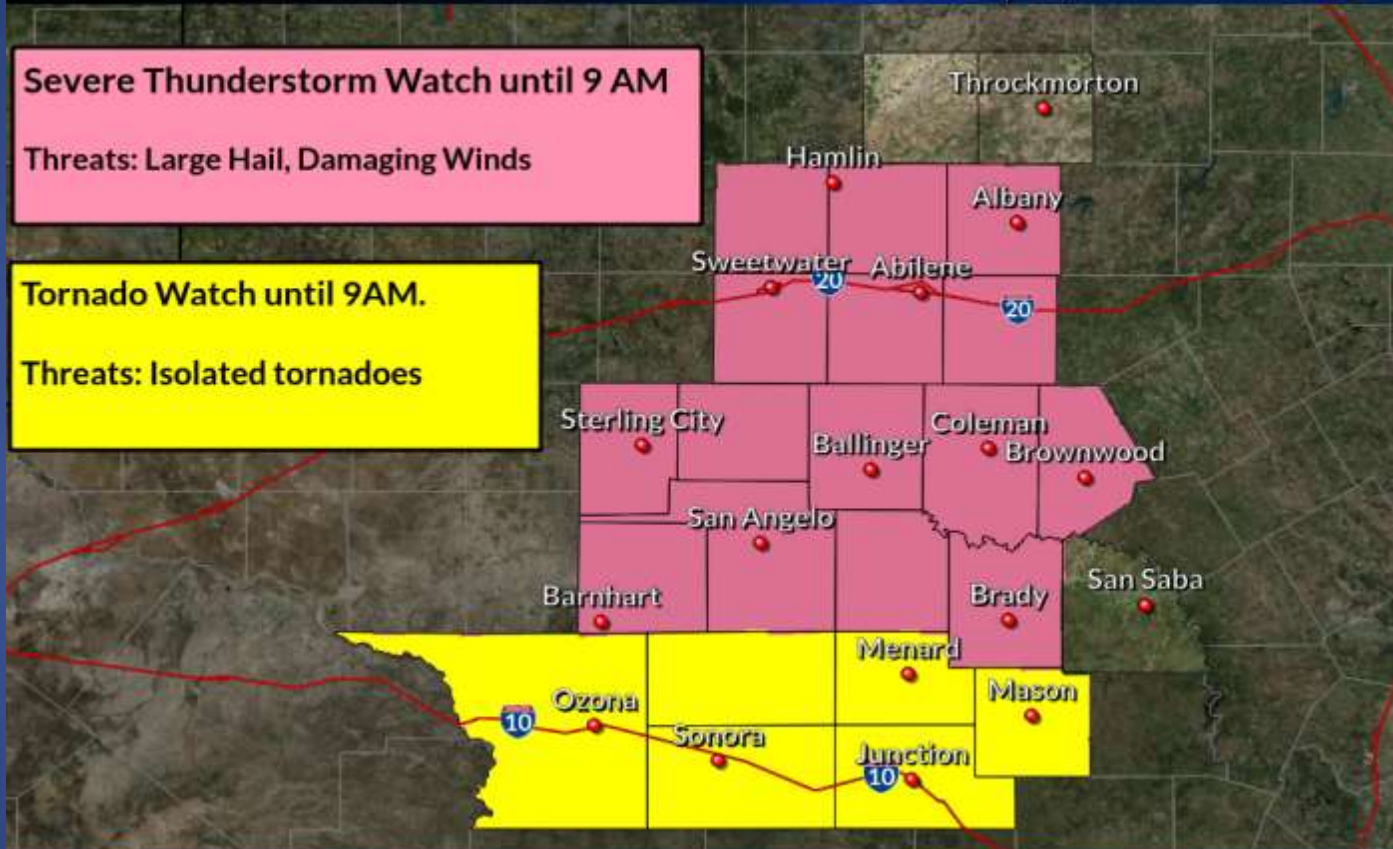 Severe Thunderstorm Watch until 9 AM
Threats: Large Hail, Damaging Winds
Tornado Watch until 9AM.
Threats: Isolated tornadoes
Throckmorton
Hamlin
Albany
Sweetwater
Abilene
20
20
Sterling City
Ballinger
Coleman
Brownwood
San Angelo
Barnhart
Brady
San Saba
Menard
Mason
Ozona
10
Sonora
Junction
10